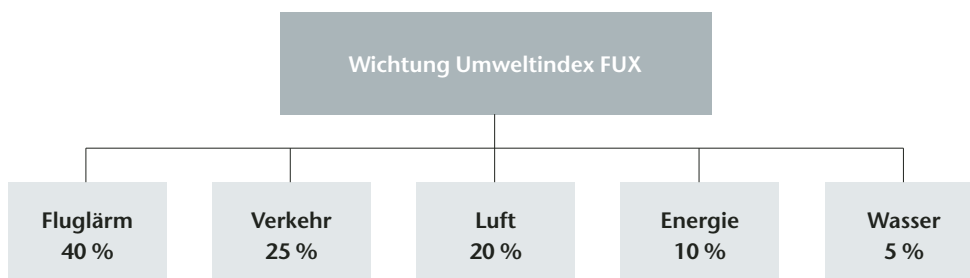 Wichtung Umweltindex FUX
Fluglärm
40 %
Verkehr
25 %
Luft
20 %
Energie
10 %
Wasser
5 %